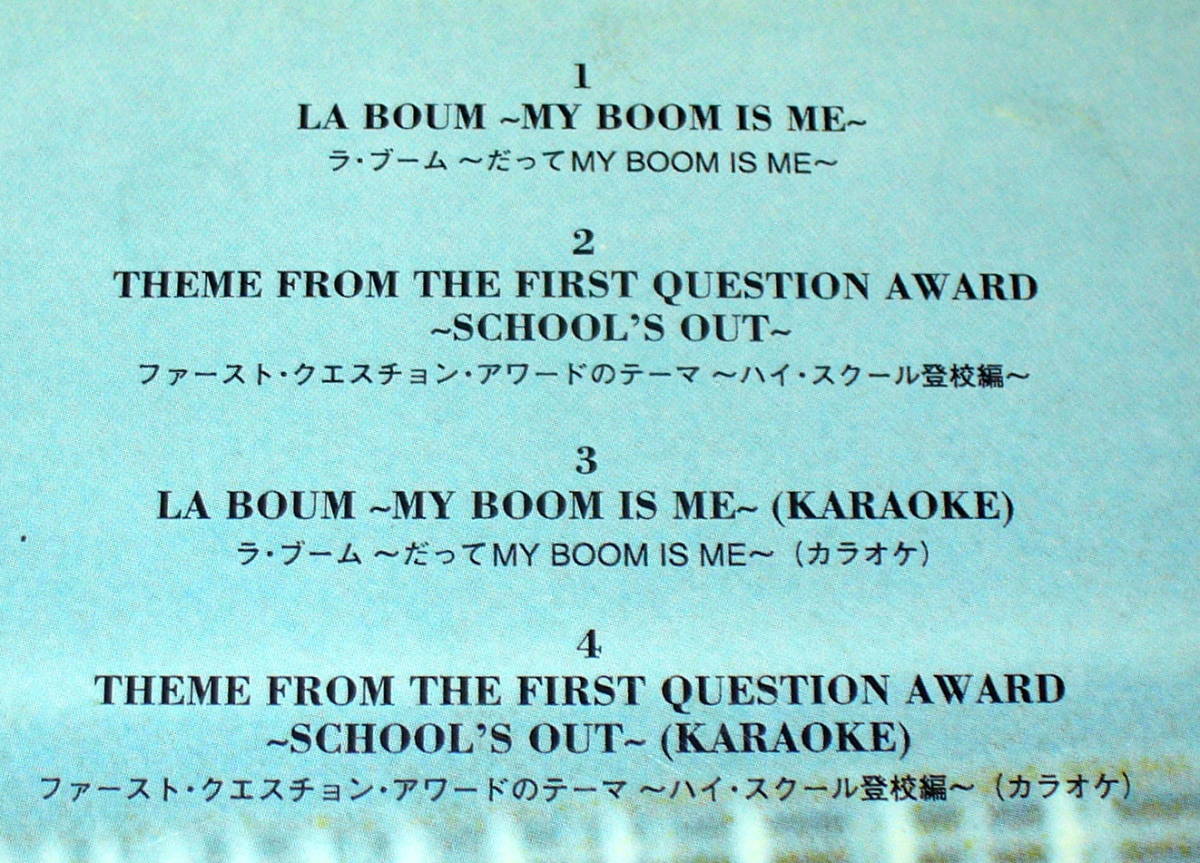 1
LA BOUM ~MY BOOM IS ME~
ラ・ブーム ～だってMY BOOM IS ME～
2
THEME FROM THE FIRST QUESTION AWARD
~SCHOOL'S OUT~
ファースト・クエスチョン・アワードのテーマ ～ハイ・スクール登校編～
3
LA BOUM ~MY BOOM IS ME~ (KARAOKE)
ラ・ブーム ～だってMY BOOM IS ME～（カラオケ）
4
THEME FROM THE FIRST QUESTION AWARD
~SCHOOL'S OUT~ (KARAOKE)
ファースト・クエスチョン・アワードのテーマ ～ハイ・スクール登校編～（カラオケ）